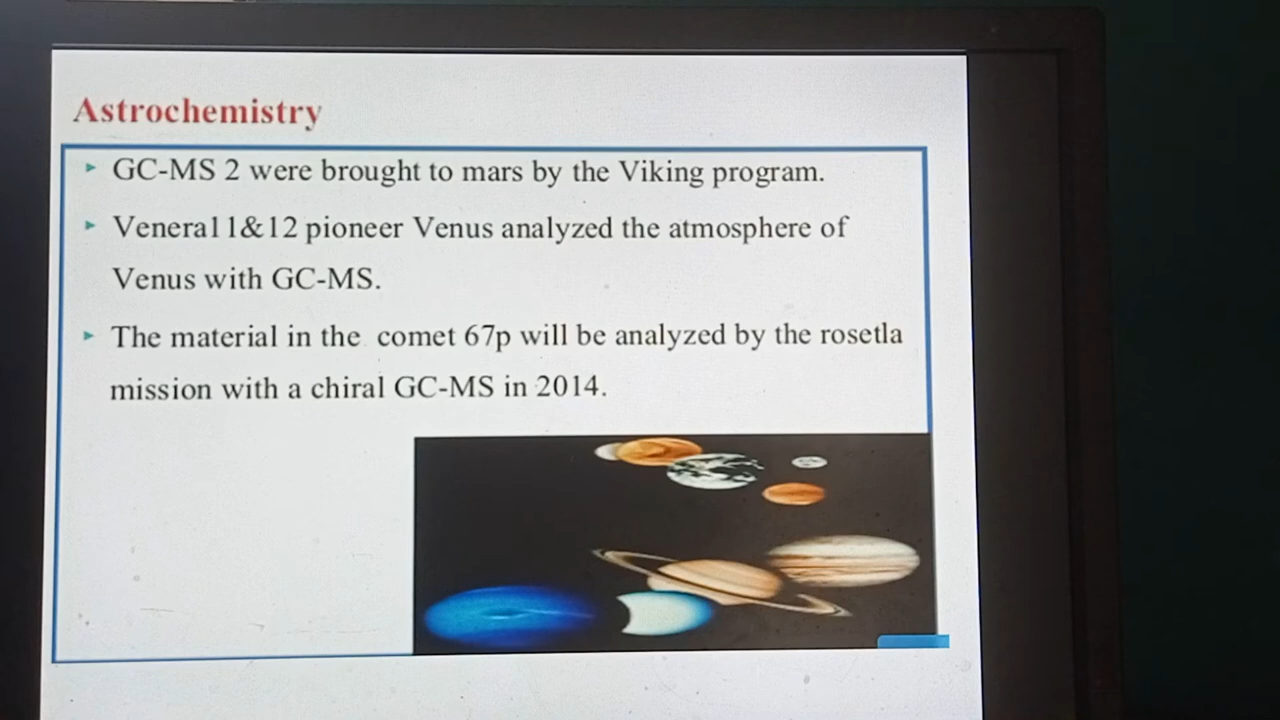 Astrochemistry
GC-MS 2 were brought to mars by the Viking program.
Veneral1&12 pioneer Venus analyzed the atmosphere of
Venus with GC-MS.
The material in the comet 67p will be analyzed by the rosetla
mission with a chiral GC-MS in 2014.